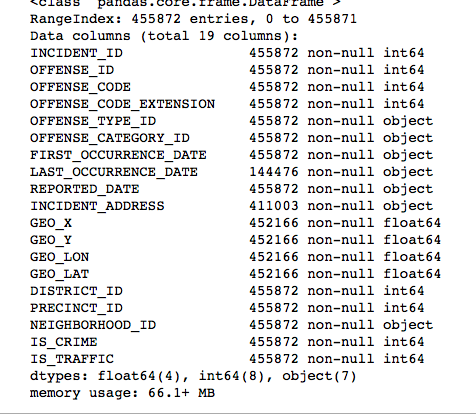 <class 'pandas.core.frame.DataFrame'>
RangeIndex: 455872 entries, 0 to 455871
Data columns (total 19 columns):
INCIDENT_ID 455872 non-null int64
OFFENSE_ID 455872 non-null int64
OFFENSE_CODE 455872 non-null int64
OFFENSE_CODE_EXTENSION 455872 non-null int64
OFFENSE_TYPE_ID 455872 non-null object
OFFENSE_CATEGORY_ID 455872 non-null object
FIRST_OCCURRENCE_DATE 455872 non-null object
LAST_OCCURRENCE_DATE 144476 non-null object
REPORTED_DATE 455872 non-null object
INCIDENT_ADDRESS 411003 non-null object
GEO_X 452166 non-null float64
GEO_Y 452166 non-null float64
GEO_LON 452166 non-null float64
GEO_LAT 452166 non-null float64
DISTRICT_ID 455872 non-null int64
PRECINCT_ID 455872 non-null int64
NEIGHBORHOOD_ID 455872 non-null object
IS_CRIME 455872 non-null int64
IS_TRAFFIC 455872 non-null int64
dtypes: float64(4), int64(8), object(7)
memory usage: 66.1+ MB